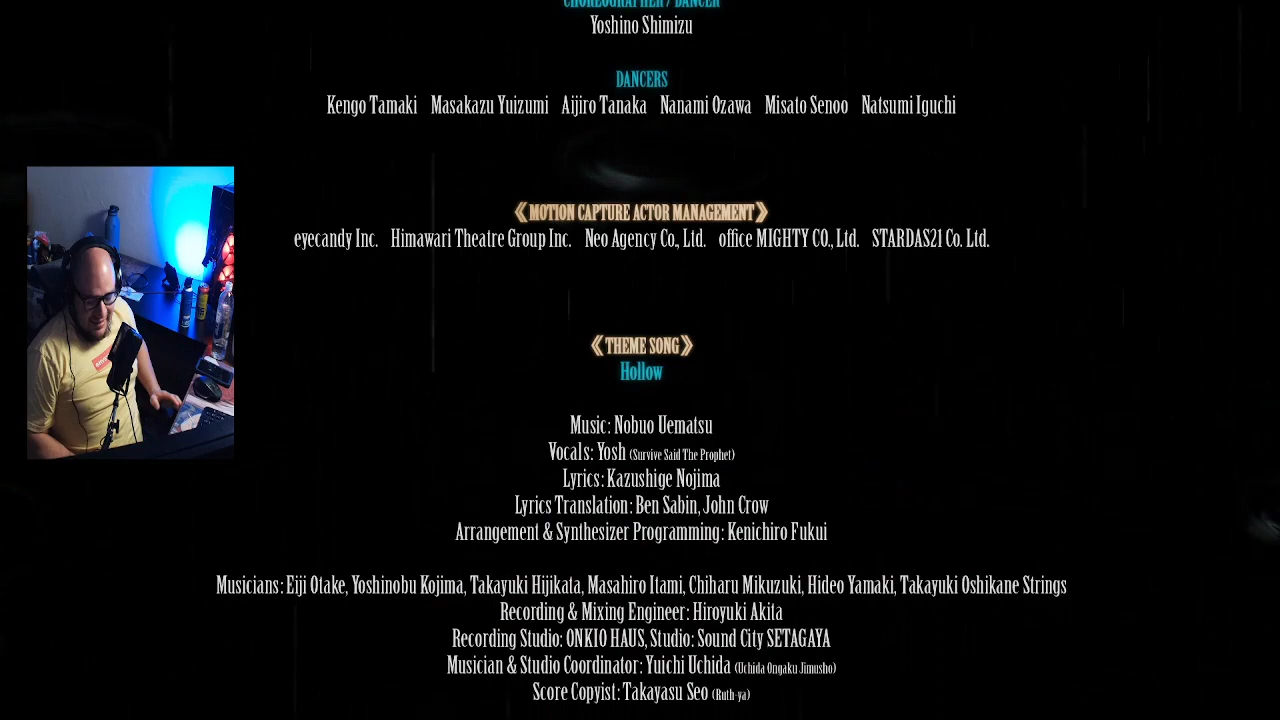 CHOREOGRAPHER / DANCER
Yoshino Shimizu
DANCERS
Kengo Tamaki Masakazu Yuizumi Aijiro Tanaka Nanami Ozawa Misato Senoo Natsumi Iguchi
《MOTION CAPTURE ACTOR MANAGEMENT》
eyecandy Inc. Himawari Theatre Group Inc. Neo Agency Co., Ltd. office MIGHTY CO., Ltd. STARDAS21 Co. Ltd.
《THEME SONG》
Hollow
Music: Nobuo Uematsu
Vocals: Yosh (Survive Said The Prophet)
Lyrics: Kazushige Nojima
Lyrics Translation: Ben Sabin, John Crow
Arrangement & Synthesizer Programming: Kenichiro Fukui
Musicians: Eiji Otake, Yoshinobu Kojima, Takayuki Hijikata, Masahiro Itami, Chiharu Mikuzuki, Hideo Yamaki, Takayuki Oshikane Strings
Recording & Mixing Engineer: Hiroyuki Akita
Recording Studio: ONKIO HAUS, Studio: Sound City SETAGAYA
Musician & Studio Coordinator: Yuichi Uchida (Uchida Ongaku Jimusho)
Score Copyist: Takayasu Seo (Ruth-ya)